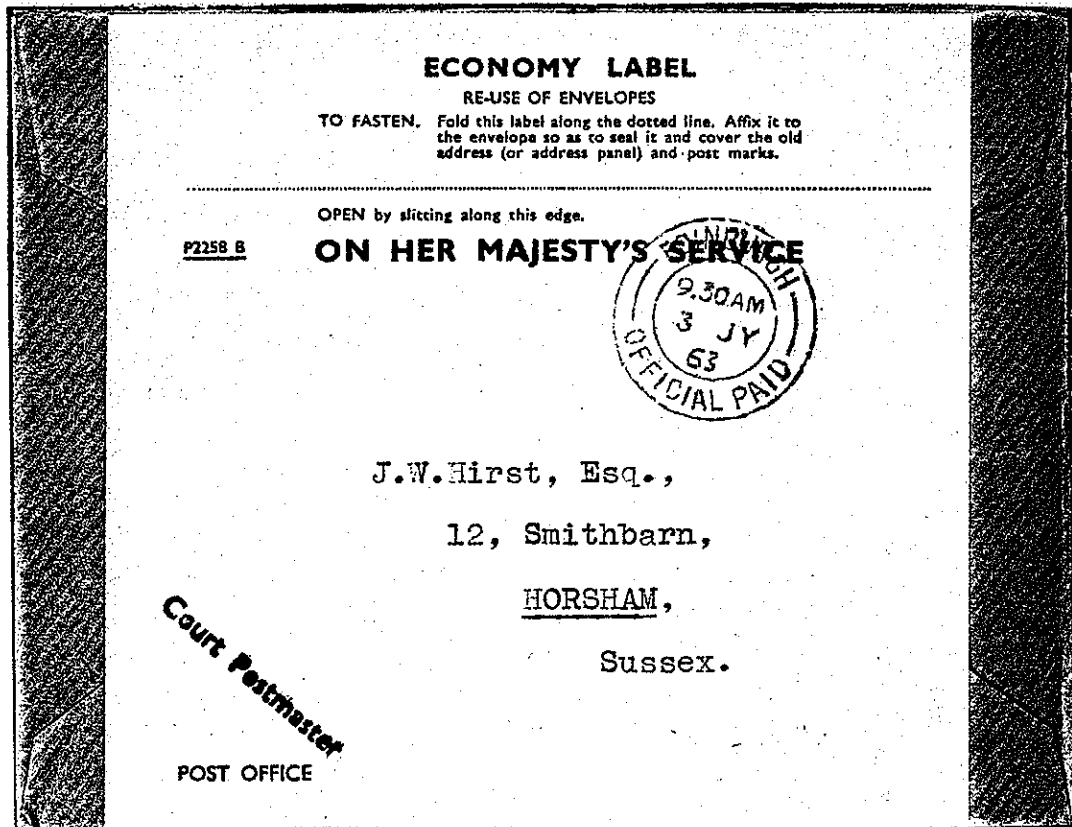 ECONOMY LABEL
RE-USE OF ENVELOPES
TO FASTEN. Fold this label along the dotted line. Affix it to
the envelope so as to seal it and cover the old
address (or address panel) and post marks.
OPEN by slitting along this edge.
P2258 B
ON HER MAJESTY'S SERVICE
EDINBURGH
9.30AM
3 JY
63
OFFICIAL PAID
J.W.Hirst, Esq.,
12, Smithbarn,
HORSHAM,
Sussex.
Court Postmaster
POST OFFICE